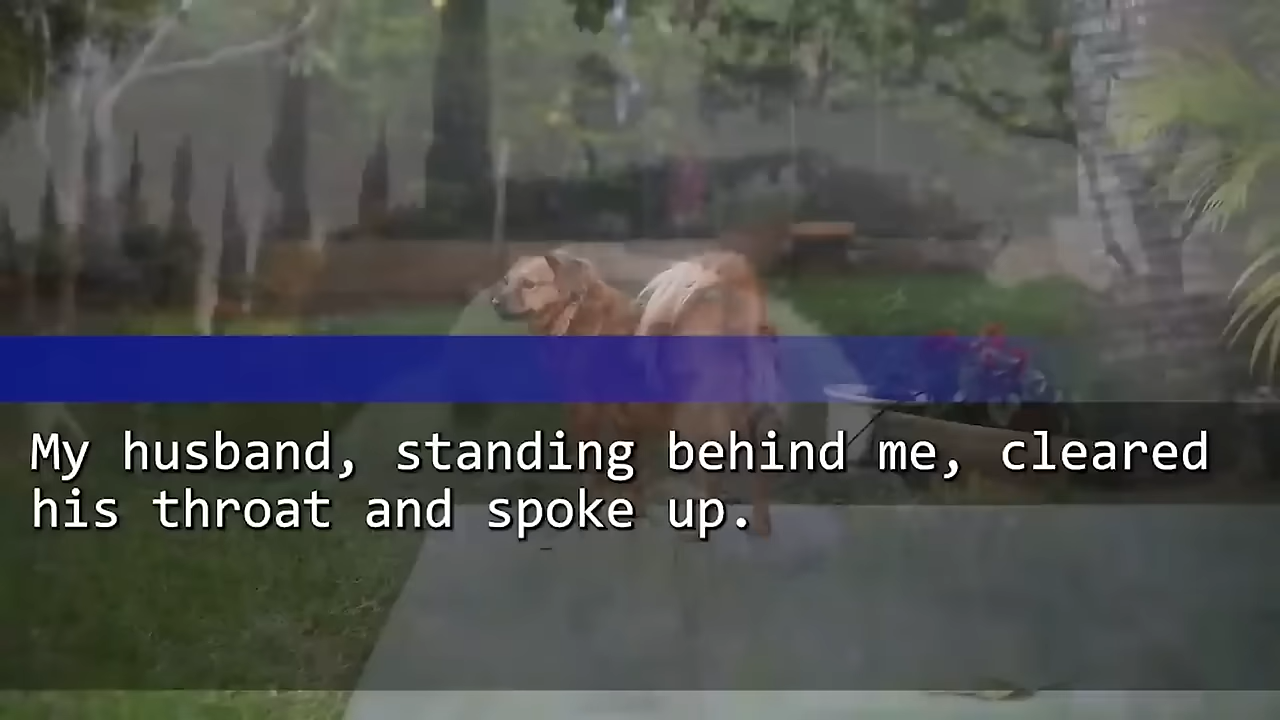 My husband, standing behind me, cleared
his throat and spoke up.